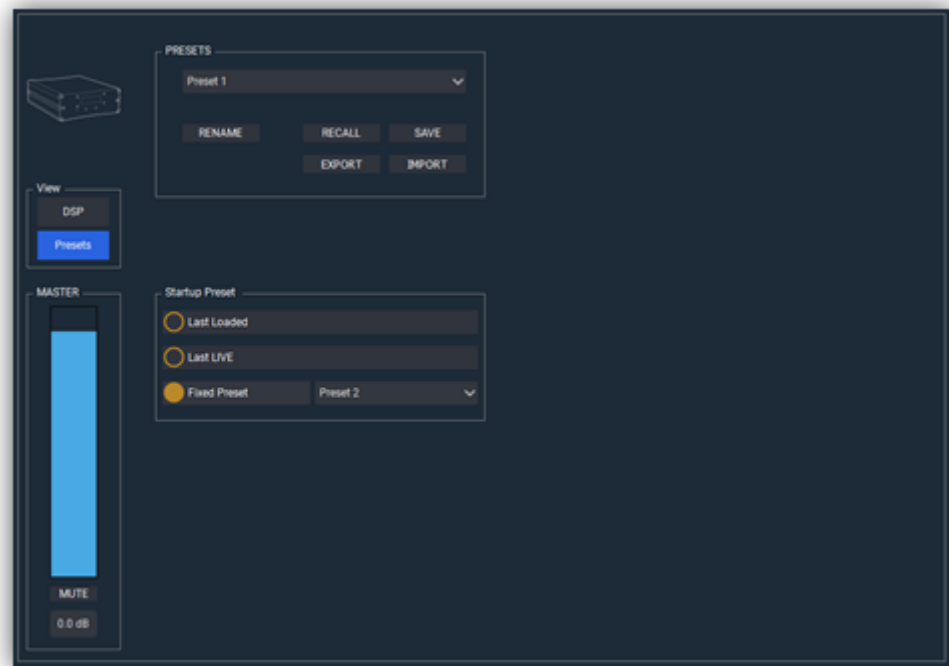 PRESETS
Preset 1
RENAME
RECALL
SAVE
EXPORT
IMPORT
View
DSP
Presets
MASTER
MUTE
0.0 dB
Startup Preset
Last Loaded
Last LIVE
Fixed Preset
Preset 2